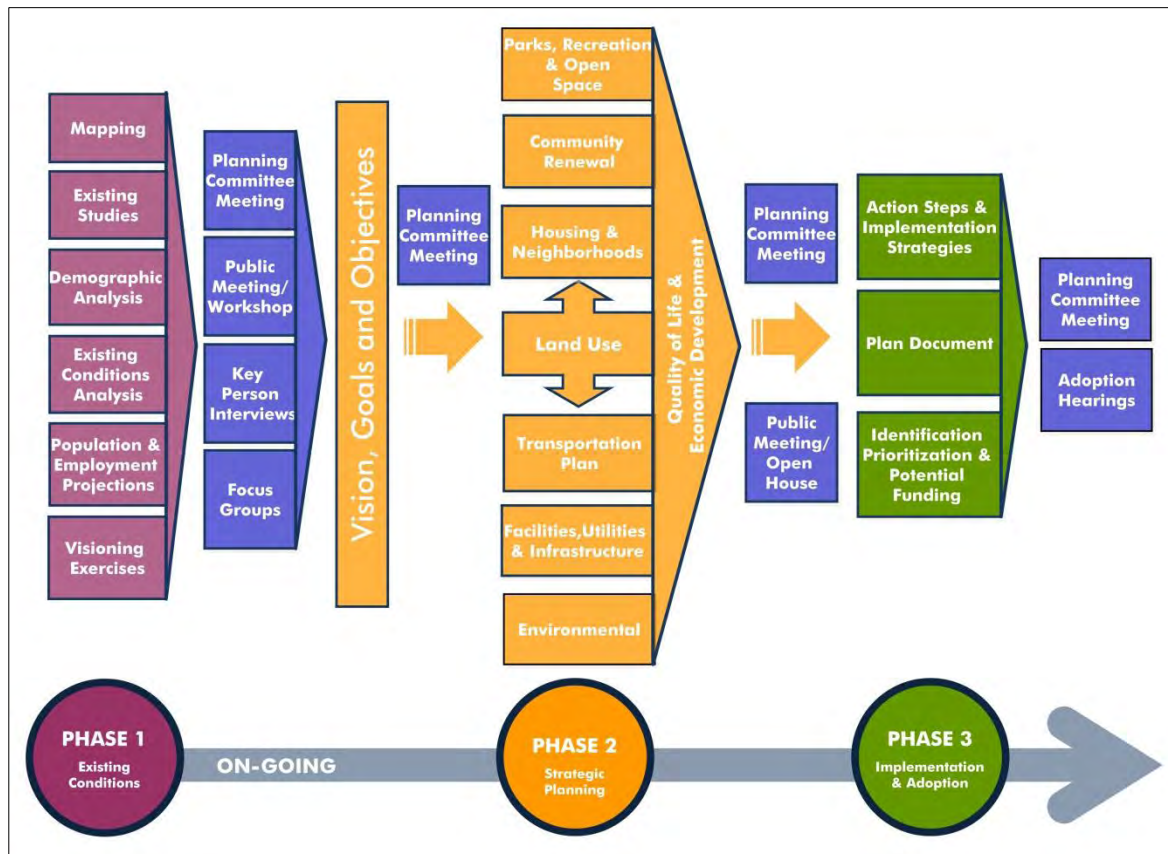 Mapping
Existing
Studies
Demographic
Analysis
Existing
Conditions
Analysis
Population &
Employment
Projections
Visioning
Exercises
Planning
Committee
Meeting
Public
Meeting/
Workshop
Key
Person
Interviews
Focus
Groups
Vision, Goals and Objectives
Planning
Committee
Meeting
Parks, Recreation
& Open
Space
Community
Renewal
Housing &
Neighborhoods
Land Use
Transportation
Plan
Facilities,Utilities
& Infrastructure
Environmental
Quality of Life &
Economic Development
Planning
Committee
Meeting
Public
Meeting/
Open
House
Action Steps &
Implementation
Strategies
Plan Document
Identification
Prioritization &
Potential
Funding
Planning
Committee
Meeting
Adoption
Hearings
PHASE 1
Existing
Conditions
ON-GOING
PHASE 2
Strategic
Planning
PHASE 3
Implementation
& Adoption